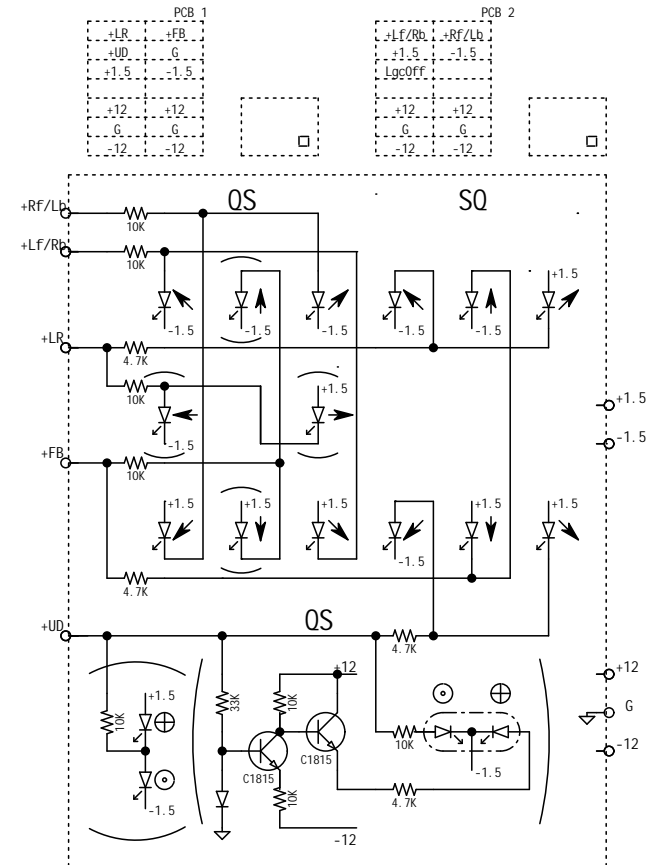 PCB 1
PCB 2
+LR +FB
+Lf/Rb +Rf/Lb
+UD G
+1.5 -1.5
+1.5 -1.5
LgcOff
+12 +12
+12 +12
G G
G G
-12 -12
-12 -12
+Rf/Lb
QS
SQ
10K
+Lf/Rb
10K
+1.5
-1.5
-1.5
-1.5
-1.5
-1.5
+LR
4.7K
10K
+1.5
+1.5
-1.5
-1.5
+FB
10K
+1.5
+1.5
+1.5
+1.5
+1.5
-1.5
4.7K
QS
+UD
4.7K
+12
+12
33K
10K
10K
+1.5
G
10K
C1815
C1815
-12
10K
-1.5
-1.5
4.7K
-12